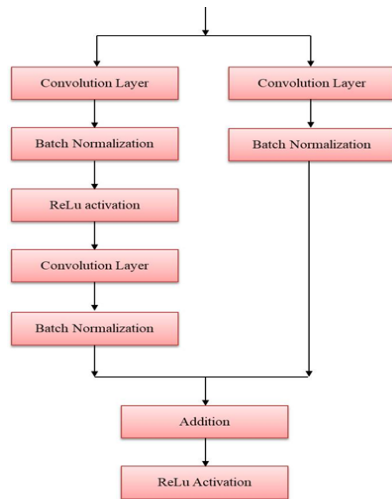 Convolution Layer
Convolution Layer
Batch Normalization
Batch Normalization
ReLu activation
Convolution Layer
Batch Normalization
Addition
ReLu Activation